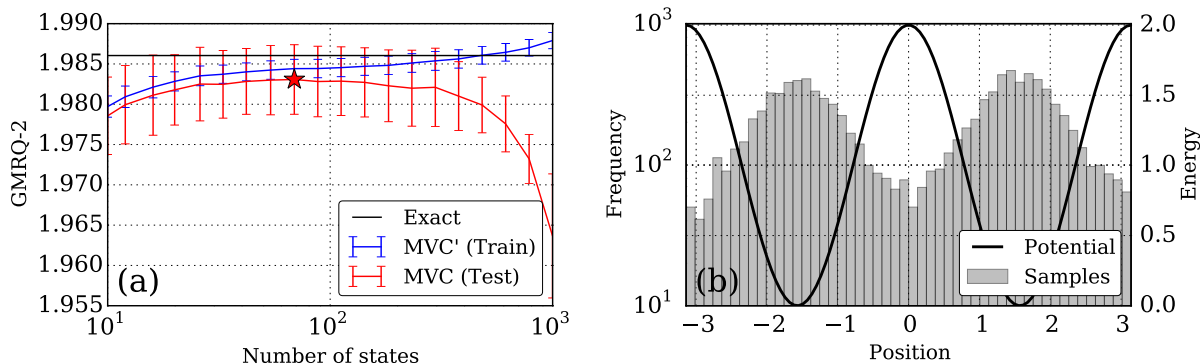 1.990
1.985
1.980
1.975
1.970
1.965
1.960
1.955
GMRQ-2
(a)
Exact
MVC' (Train)
MVC (Test)
10^1
10^2
10^3
Number of states
10^3
10^2
10^1
Frequency
(b)
Potential
Samples
2.0
1.5
1.0
0.5
0.0
Energy
−3
−2
−1
0
1
2
3
Position